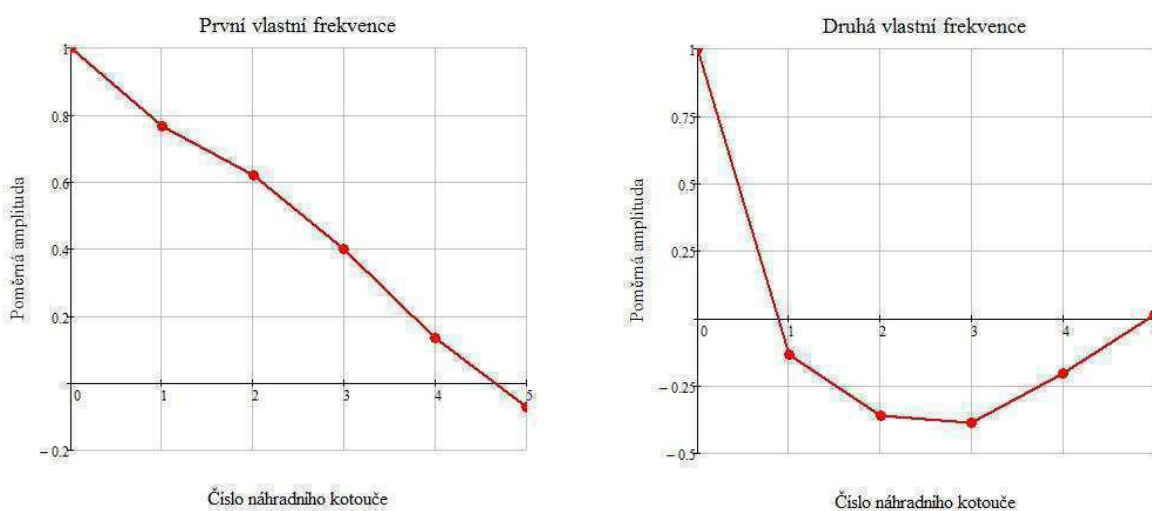 První vlastní frekvence
Poměrná amplituda
1
0.8
0.6
0.4
0.2
− 0.2
0 1 2 3 4 5
Číslo náhradního kotouče
Druhá vlastní frekvence
Poměrná amplituda
1
0.75
0.5
0.25
− 0.25
− 0.5
0 1 2 3 4
Číslo náhradního kotouče